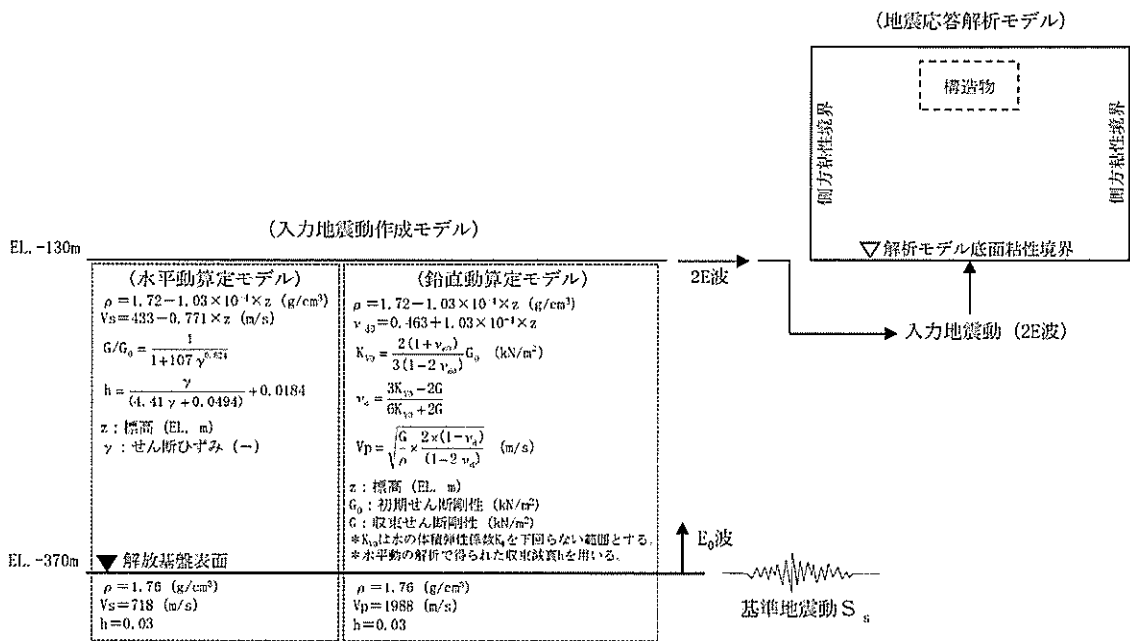 (地震応答解析モデル)
構造物
側方粘性境界
側方粘性境界
▽解析モデル底面粘性境界
(入力地震動作成モデル)
EL. -130m
2E波
入力地震動 (2E波)
(水平動算定モデル)
ρ=1.72-1.03×10⁻⁴×z (g/cm³)
Vs=433-0.771×z (m/s)
G/G₀=1/(1+107γ^0.824)
h=γ/(4.41γ+0.0494)+0.0184
z:標高 (EL. m)
γ:せん断ひずみ (-)
(鉛直動算定モデル)
ρ=1.72-1.03×10⁻⁴×z (g/cm³)
ν_d0=0.463+1.03×10⁻⁴×z
K_V0=2(1+ν_d0)/3(1-2ν_d0) G₀ (kN/m²)
ν_d=(3K_V0-2G)/(6K_V0+2G)
Vp=√(G/ρ×2×(1-ν_d)/(1-2ν_d)) (m/s)
z:標高 (EL. m)
G₀:初期せん断剛性 (kN/m²)
G:収束せん断剛性 (kN/m²)
*K_V0は水の体積弾性係数を下回らない範囲とする。
*水平動の解析で得られた収束減衰hを用いる。
E₀波
EL. -370m
▼解放基盤表面
基準地震動Ss
ρ=1.76 (g/cm³)
Vs=718 (m/s)
h=0.03
ρ=1.76 (g/cm³)
Vp=1988 (m/s)
h=0.03